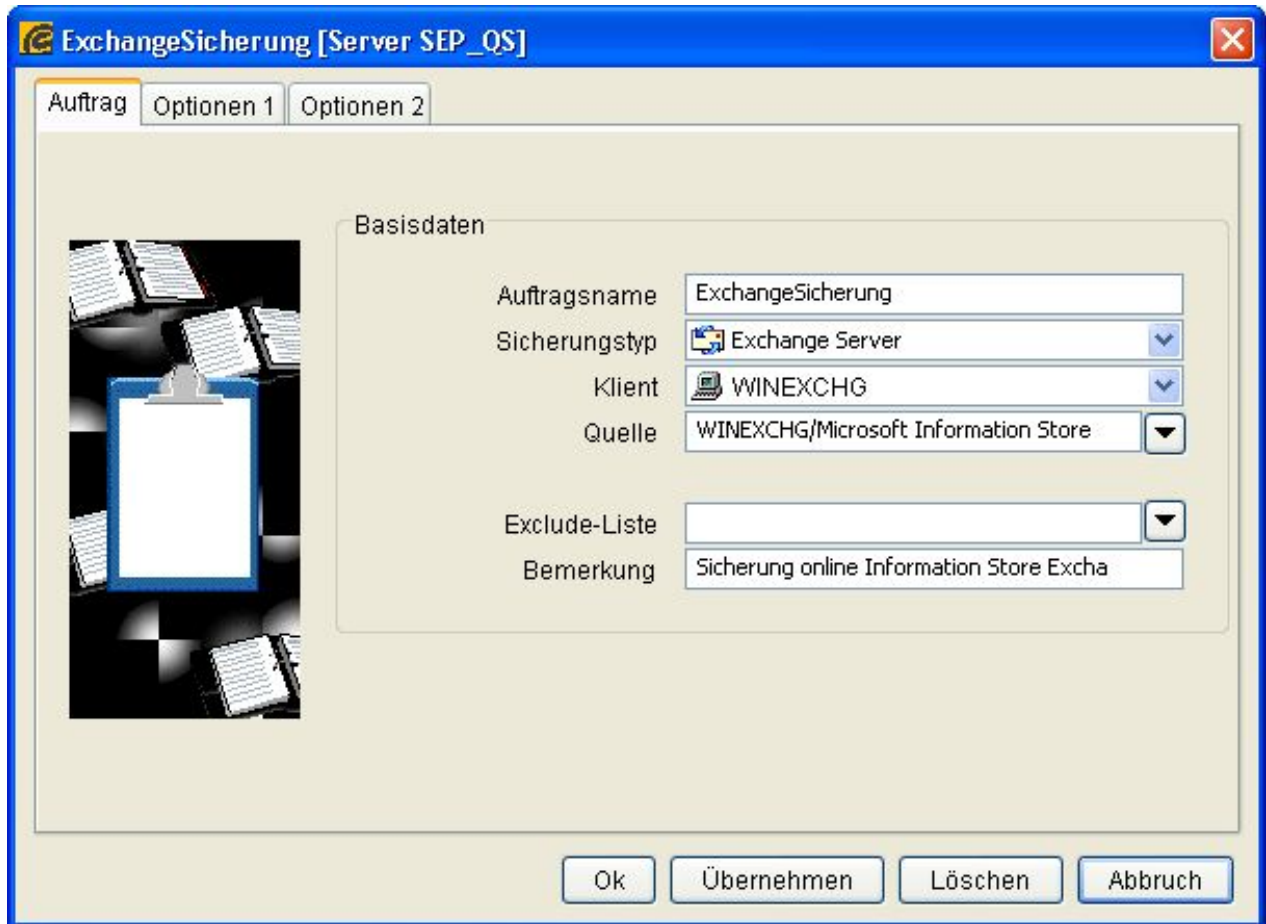 ExchangeSicherung [Server SEP_QS]
Auftrag Optionen 1 Optionen 2
Basisdaten
Auftragsname ExchangeSicherung
Sicherungstyp Exchange Server
Klient WINEXCHG
Quelle WINEXCHG/Microsoft Information Store
Exclude-Liste
Bemerkung Sicherung online Information Store Excha
Ok Übernehmen Löschen Abbruch